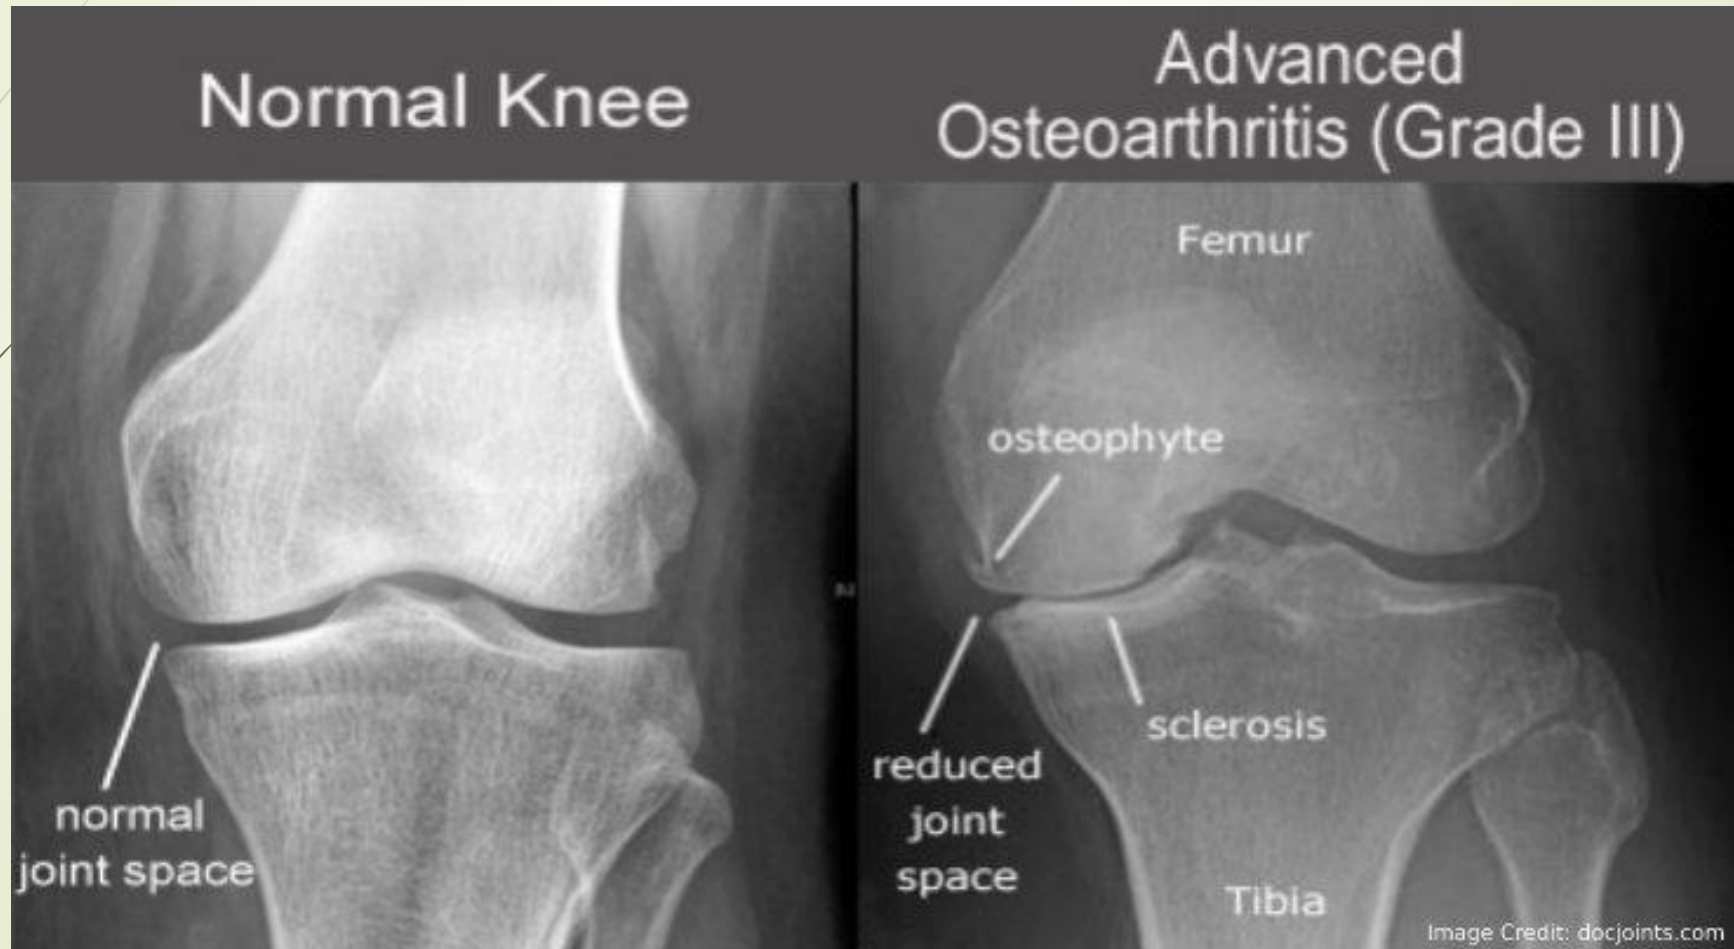 Normal Knee
Advanced
Osteoarthritis (Grade III)
Femur
osteophyte
sclerosis
normal
joint space
reduced
joint
space
Tibia
Image Credit: docjoints.com